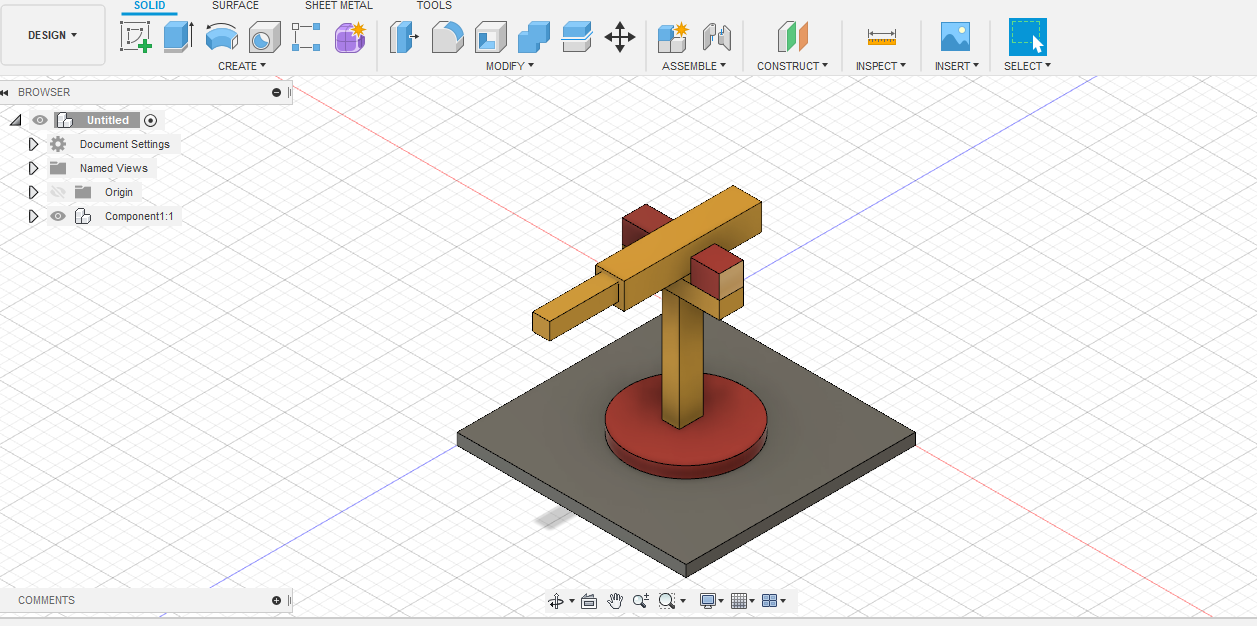 SOLID SURFACE SHEET METAL TOOLS
DESIGN
CREATE MODIFY ASSEMBLE CONSTRUCT INSPECT INSERT SELECT
BROWSER
Untitled
Document Settings
Named Views
Origin
Component1:1
COMMENTS